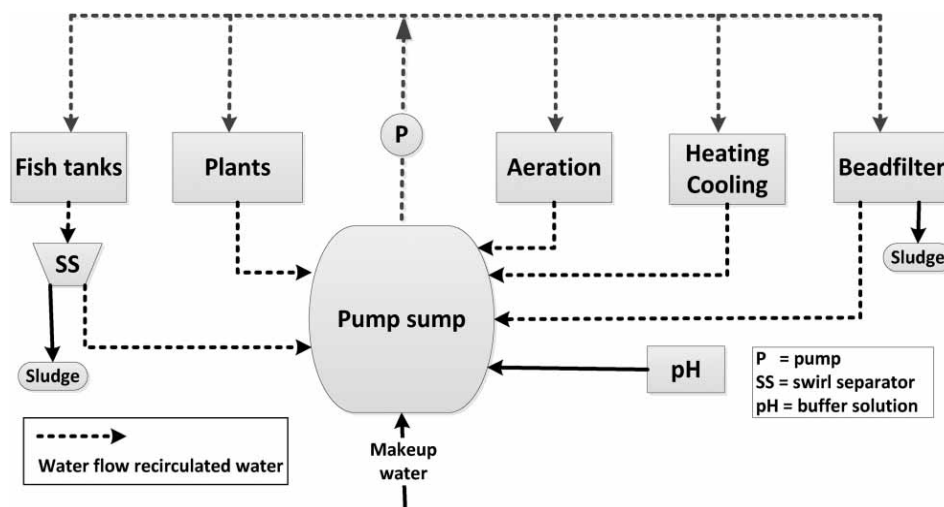 P
Fish tanks
Plants
Aeration
Heating
Cooling
Beadfilter
SS
Sludge
Pump sump
Sludge
pH
P = pump
SS = swirl separator
pH = buffer solution
Makeup
water
Water flow recirculated water